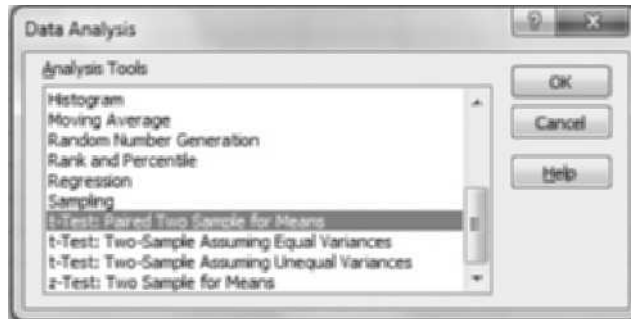 Data Analysis
Analysis Tools
Histogram
Moving Average
Random Number Generation
Rank and Percentile
Regression
Sampling
t-Test: Paired Two Sample for Means
t-Test: Two-Sample Assuming Equal Variances
t-Test: Two-Sample Assuming Unequal Variances
z-Test: Two Sample for Means
?
OK
Cancel
Help